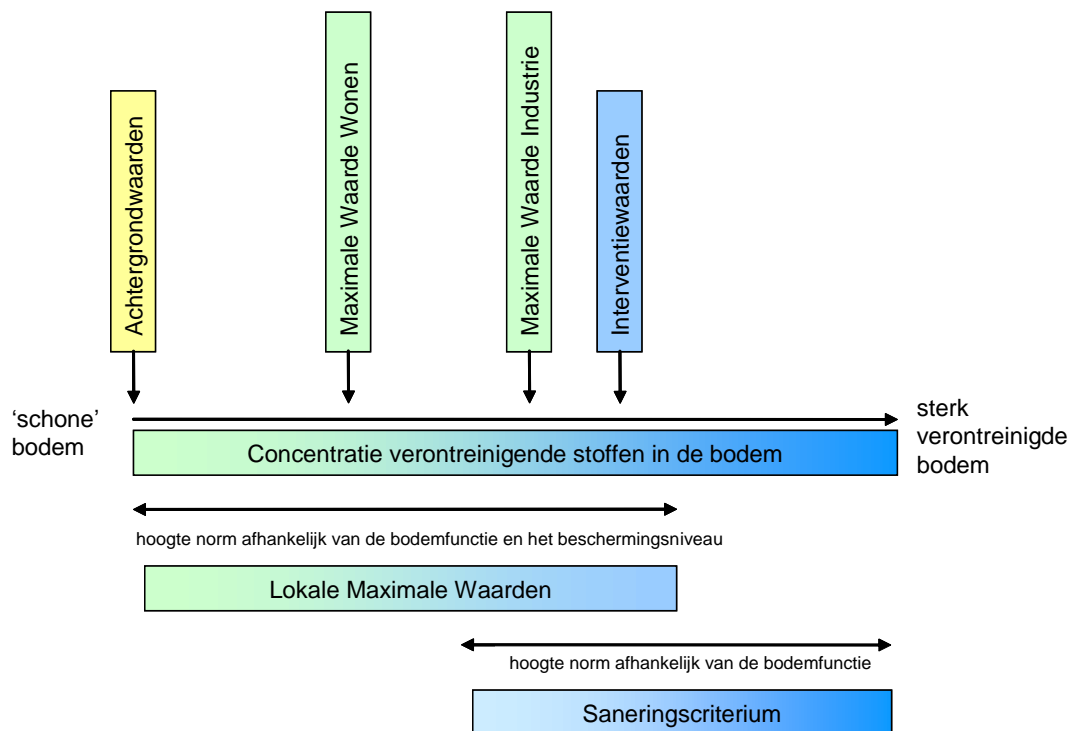 Achtergrondwaarden
Maximale Waarde Wonen
Maximale Waarde Industrie
Interventiewaarden
‘schone’
bodem
sterk
verontreinigde
bodem
Concentratie verontreinigende stoffen in de bodem
hoogte norm afhankelijk van de bodemfunctie en het beschermingsniveau
Lokale Maximale Waarden
hoogte norm afhankelijk van de bodemfunctie
Saneringscriterium